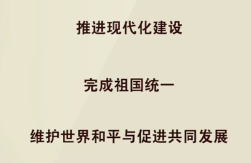 推进现代化建设
完成祖国统一
维护世界和平与促进共同发展